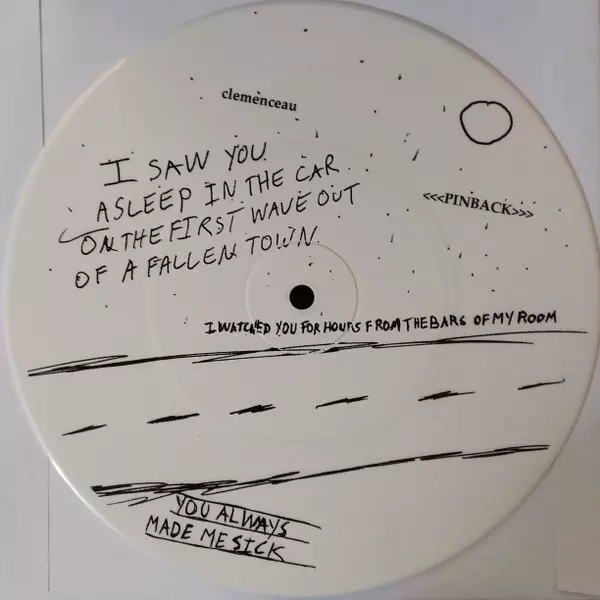 clemenceau
<<<PINBACK>>>
I SAW YOU
ASLEEP IN THE CAR
ON THE FIRST WAVE OUT
OF A FALLEN TOWN
I WATCHED YOU FOR HOURS FROM THE BARS OF MY ROOM
YOU ALWAYS
MADE ME SICK